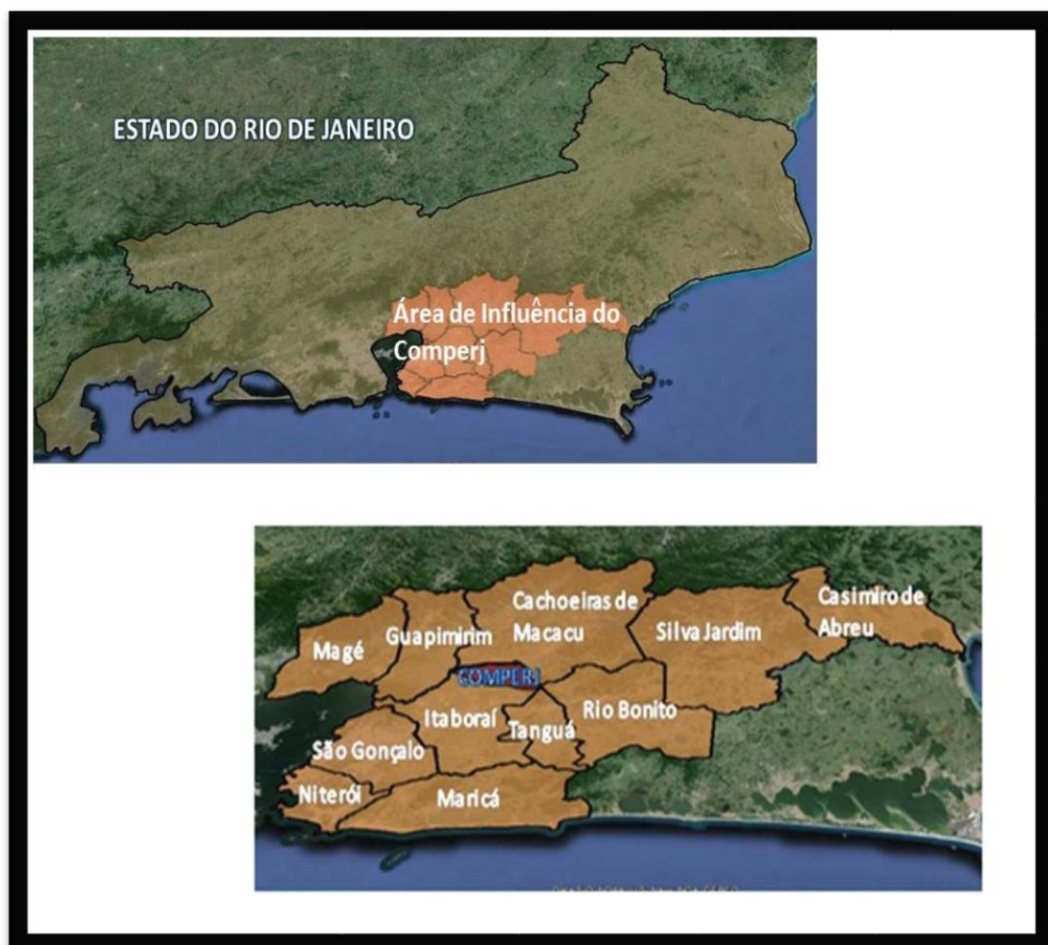 ESTADO DO RIO DE JANEIRO
Área de Influência do
Comperj
Cachoeiras de
Macacu
Casimiro de
Abreu
Magé
Guapimirim
Silva Jardim
COMPERJ
Itaboraí
Tanguá
Rio Bonito
São Gonçalo
Niterói
Maricá